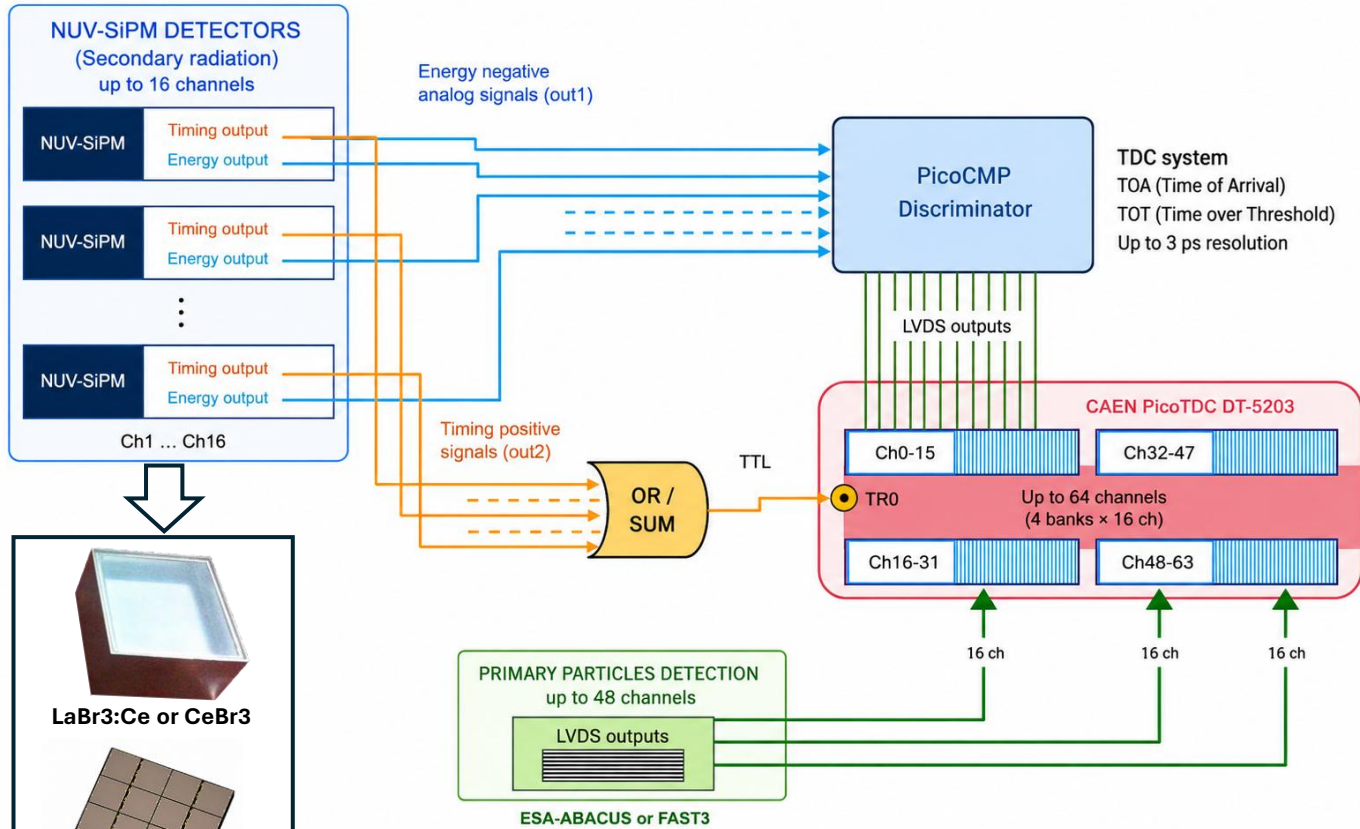 NUV-SiPM DETECTORS
(Secondary radiation)
up to 16 channels
NUV-SiPM
Timing output
Energy output
NUV-SiPM
Timing output
Energy output
NUV-SiPM
Timing output
Energy output
Ch1 ... Ch16
LaBr3:Ce or CeBr3
Energy negative
analog signals (out1)
PicoCMP
Discriminator
TDC system
TOA (Time of Arrival)
TOT (Time over Threshold)
Up to 3 ps resolution
LVDS outputs
Timing positive
signals (out2)
OR /
SUM
TTL
CAEN PicoTDC DT-5203
Ch0-15
Ch32-47
TR0
Up to 64 channels
(4 banks × 16 ch)
Ch16-31
Ch48-63
16 ch
16 ch
16 ch
PRIMARY PARTICLES DETECTION
up to 48 channels
LVDS outputs
ESA-ABACUS or FAST3